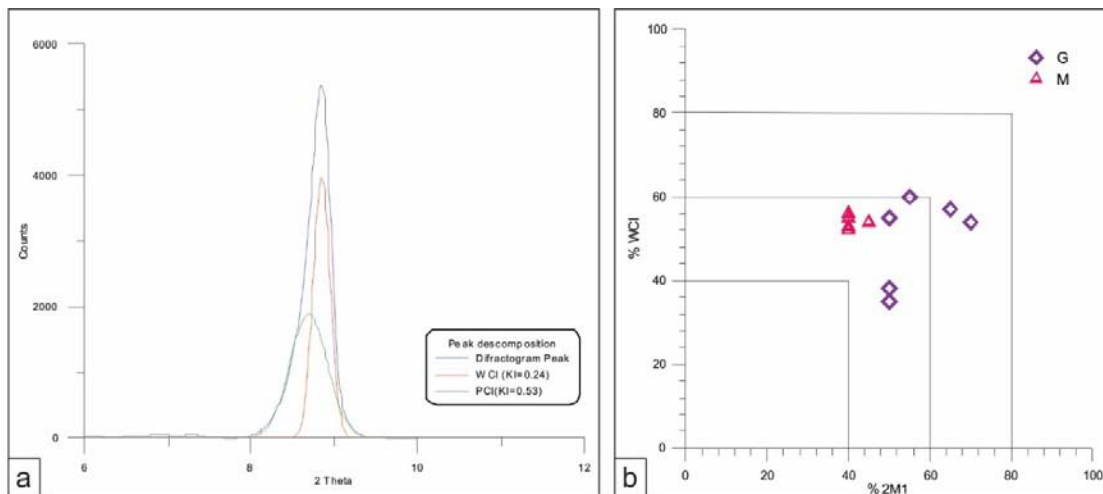 6000
4000
2000
0
Counts
6
8
10
12
2 Theta
Peak descomposition
Difractogram Peak
WCI (KI=0.24)
PCI(KI=0.53)
a
100
80
60
40
20
0
% WCI
0
20
40
60
80
100
% 2M1
G
M
b